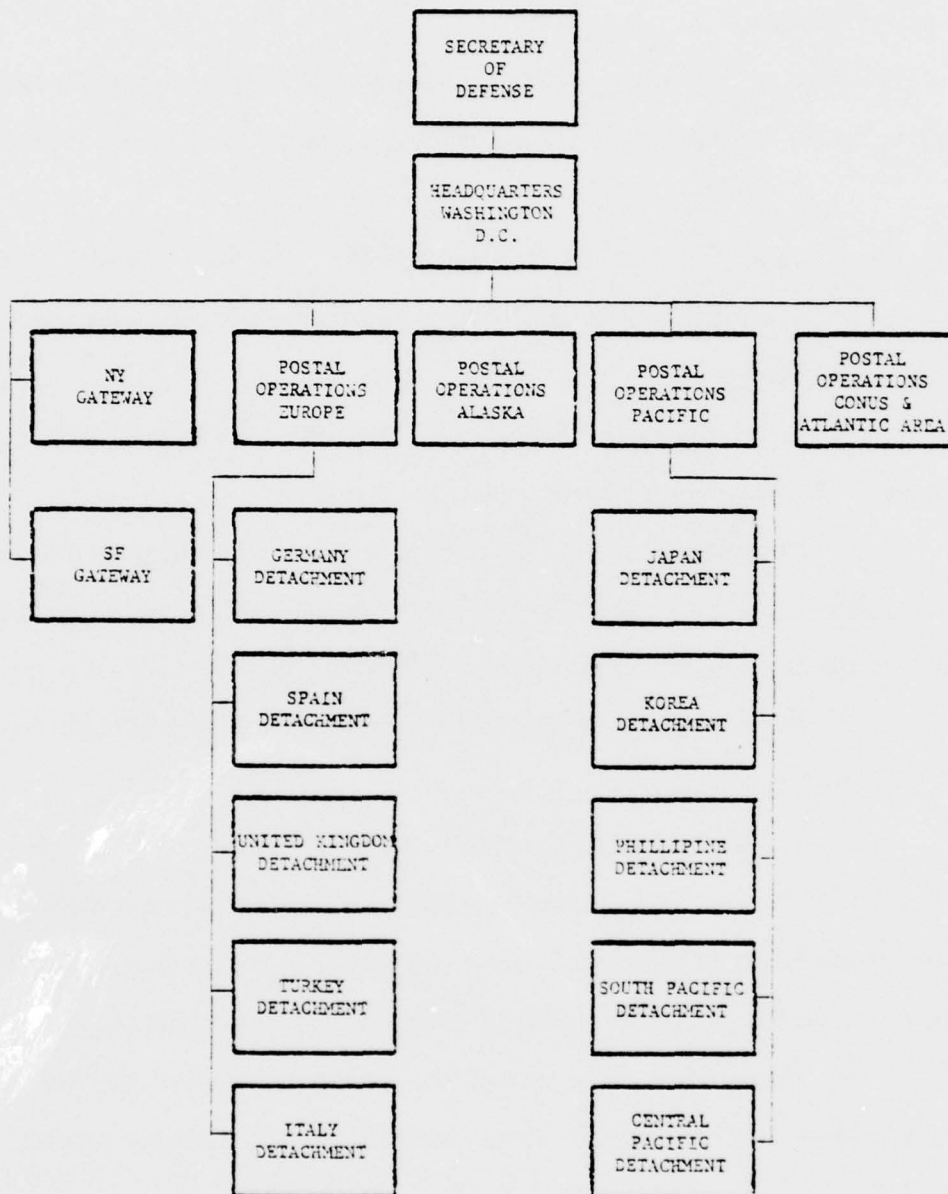 SECRETARY
OF
DEFENSE
HEADQUARTERS
WASHINGTON
D.C.
NY
GATEWAY
POSTAL
OPERATIONS
EUROPE
POSTAL
OPERATIONS
ALASKA
POSTAL
OPERATIONS
PACIFIC
POSTAL
OPERATIONS
CONUS &
ATLANTIC AREA
SF
GATEWAY
GERMANY
DETACHMENT
JAPAN
DETACHMENT
SPAIN
DETACHMENT
KOREA
DETACHMENT
UNITED KINGDOM
DETACHMENT
PHILLIPINE
DETACHMENT
TURKEY
DETACHMENT
SOUTH PACIFIC
DETACHMENT
ITALY
DETACHMENT
CENTRAL
PACIFIC
DETACHMENT